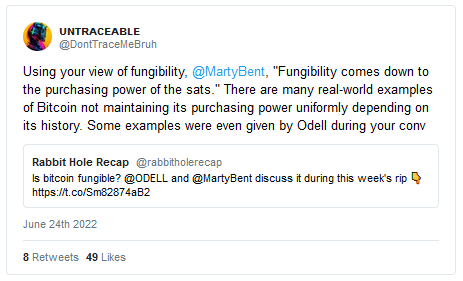 UNTRACEABLE
@DontTraceMeBruh
Using your view of fungibility, @MartyBent, "Fungibility comes down to
the purchasing power of the sats." There are many real-world examples
of Bitcoin not maintaining its purchasing power uniformly depending on
its history. Some examples were even given by Odell during your conv
Rabbit Hole Recap @rabbitholerecap
Is bitcoin fungible? @ODELL and @MartyBent discuss it during this week's rip 👇
https://t.co/Sm82874aB2
June 24th 2022
8 Retweets 49 Likes